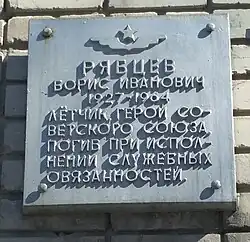 РЯБЦЕВ
БОРИС ИВАНОВИЧ
1927-1964
ЛЁТЧИК ГЕРОЙ СО-
ВЕТСКОГО СОЮЗА
ПОГИБ ПРИ ИСПОЛ-
НЕНИИ СЛУЖЕБНЫХ
ОБЯЗАННОСТЕЙ